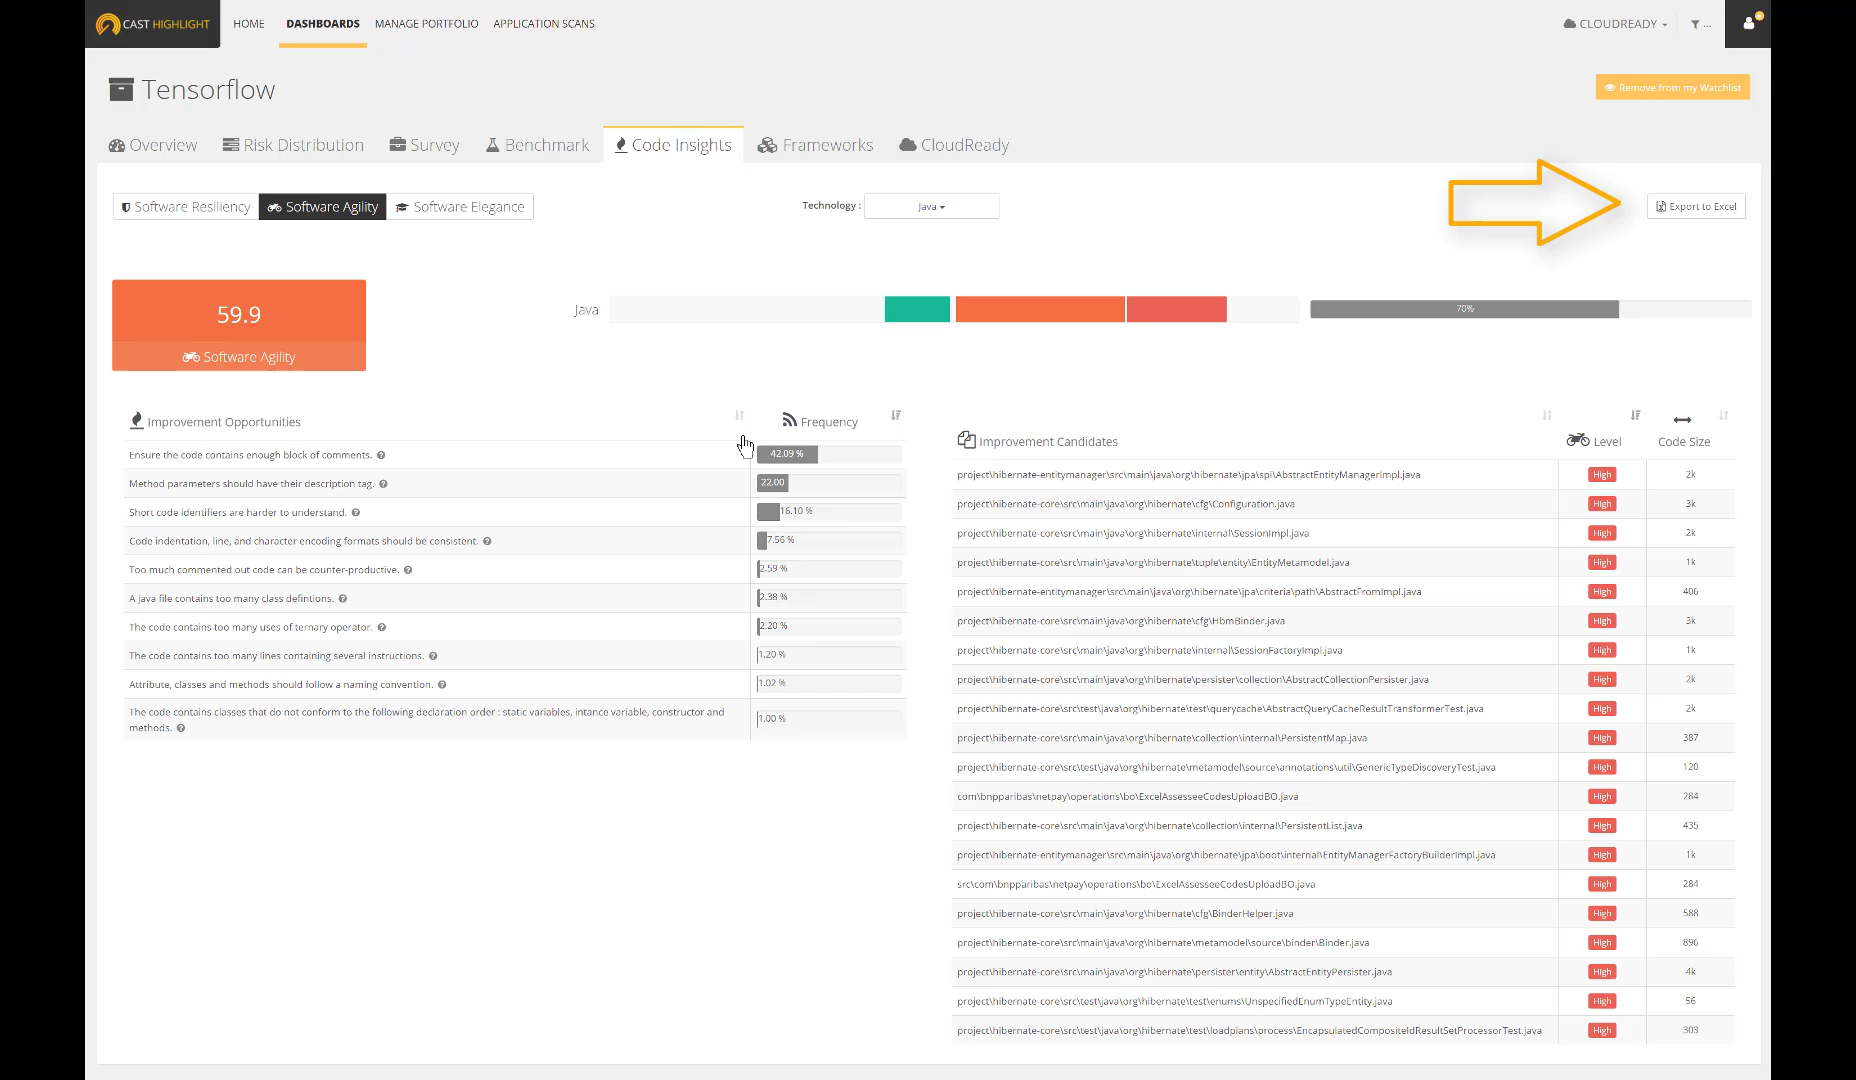 CAST HIGHLIGHT HOME DASHBOARDS MANAGE PORTFOLIO APPLICATION SCANS CLOUDREADY ...
Tensorflow
Remove from my Watchlist
Overview Risk Distribution Survey Benchmark Code Insights Frameworks CloudReady
Software Resiliency Software Agility Software Elegance Technology : Java Export to Excel
59.9
Software Agility
Java 70%
Improvement Opportunities Frequency
Ensure the code contains enough block of comments. 42.09 %
Method parameters should have their description tag. 22.00
Short code identifiers are harder to understand. 16.10 %
Code indentation, line, and character encoding formats should be consistent. 7.56 %
Too much commented out code can be counter-productive. 2.59 %
A java file contains too many class defintions. 2.38 %
The code contains too many uses of ternary operator. 2.20 %
The code contains too many lines containing several instructions. 1.20 %
Attribute, classes and methods should follow a naming convention. 1.02 %
The code contains classes that do not conform to the following declaration order : static variables, intance variable, constructor and
methods. 1.00 %
Improvement Candidates Level Code Size
project\hibernate-entitymanager\src\main\java\org\hibernate\jpa\spi\AbstractEntityManagerImpl.java High 2k
project\hibernate-core\src\main\java\org\hibernate\cfg\Configuration.java High 3k
project\hibernate-core\src\main\java\org\hibernate\internal\SessionImpl.java High 2k
project\hibernate-core\src\main\java\org\hibernate\tuple\entity\EntityMetamodel.java High 1k
project\hibernate-entitymanager\src\main\java\org\hibernate\jpa\criteria\path\AbstractFromImpl.java High 406
project\hibernate-core\src\main\java\org\hibernate\cfg\HbmBinder.java High 3k
project\hibernate-core\src\main\java\org\hibernate\internal\SessionFactoryImpl.java High 1k
project\hibernate-core\src\main\java\org\hibernate\persister\collection\AbstractCollectionPersister.java High 2k
project\hibernate-core\src\test\java\org\hibernate\test\querycache\AbstractQueryCacheResultTransformerTest.java High 2k
project\hibernate-core\src\main\java\org\hibernate\collection\internal\PersistentMap.java High 387
project\hibernate-core\src\test\java\org\hibernate\metamodel\source\annotations\util\GenericTypeDiscoveryTest.java High 120
com\bnpparibas\netpay\operations\bo\ExcelAssesseeCodesUploadBO.java High 284
project\hibernate-core\src\main\java\org\hibernate\collection\internal\PersistentList.java High 435
project\hibernate-entitymanager\src\main\java\org\hibernate\jpa\boot\internal\EntityManagerFactoryBuilderImpl.java High 1k
src\com\bnpparibas\netpay\operations\bo\ExcelAssesseeCodesUploadBO.java High 284
project\hibernate-core\src\main\java\org\hibernate\cfg\BinderHelper.java High 588
project\hibernate-core\src\main\java\org\hibernate\metamodel\source\binder\Binder.java High 896
project\hibernate-core\src\main\java\org\hibernate\persister\entity\AbstractEntityPersister.java High 4k
project\hibernate-core\src\test\java\org\hibernate\test\enums\UnspecifiedEnumTypeEntity.java High 56
project\hibernate-core\src\test\java\org\hibernate\test\loadplans\process\EncapsulatedCompositeIdResultSetProcessorTest.java High 303